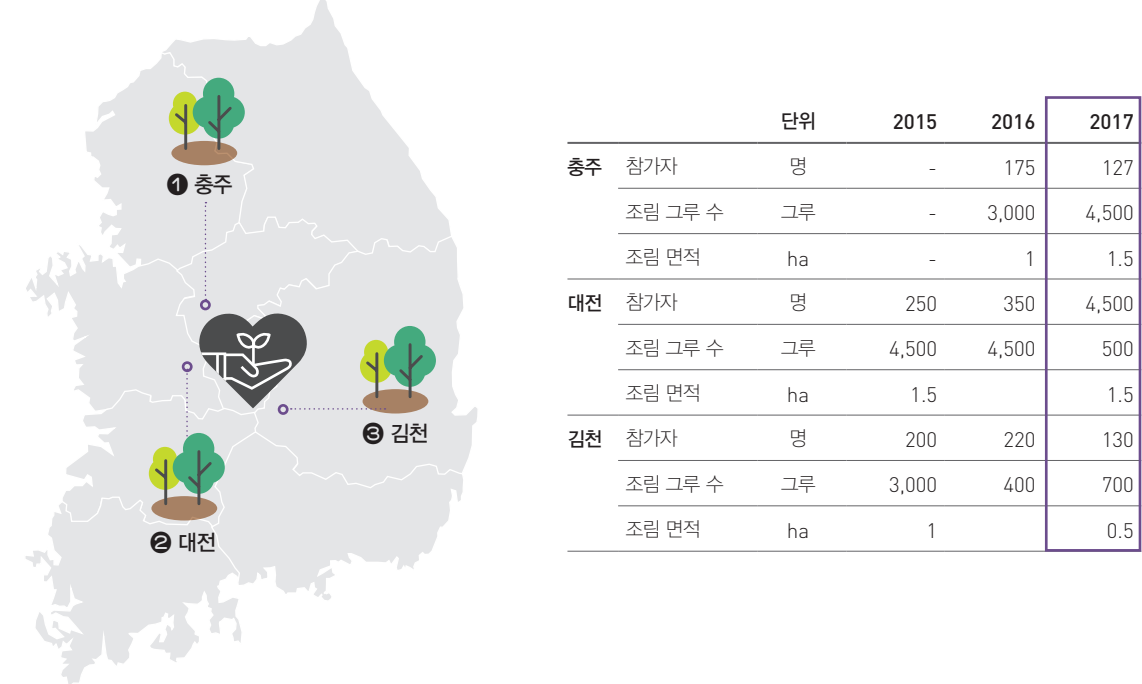 ❶ 충주
❸ 김천
❷ 대전
단위 2015 2016 2017
충주 참가자 명 - 175 127
조림 그루 수 그루 - 3,000 4,500
조림 면적 ha - 1 1.5
대전 참가자 명 250 350 4,500
조림 그루 수 그루 4,500 4,500 500
조림 면적 ha 1.5 1.5
김천 참가자 명 200 220 130
조림 그루 수 그루 3,000 400 700
조림 면적 ha 1 0.5